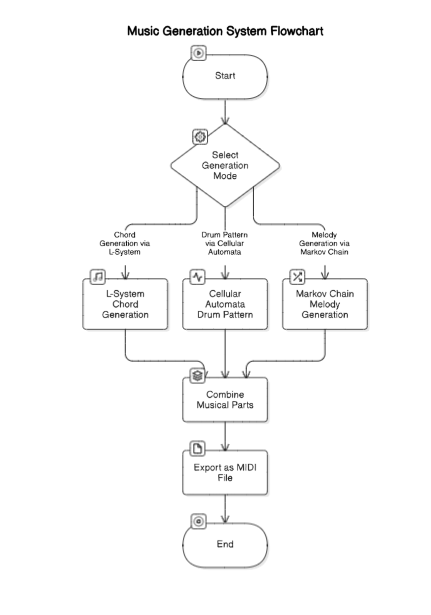 Music Generation System Flowchart
Start
Select
Generation
Mode
Chord
Generation via
L-System
Drum Pattern
via Cellular
Automata
Melody
Generation via
Markov Chain
L-System
Chord
Generation
Cellular
Automata
Drum Pattern
Markov Chain
Melody
Generation
Combine
Musical Parts
Export as MIDI
File
End